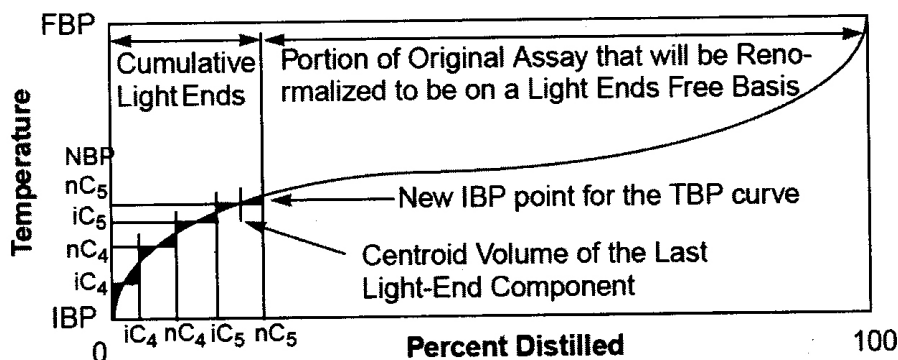 FBP
Cumulative
Light Ends
Portion of Original Assay that will be Reno-
rmalized to be on a Light Ends Free Basis
Temperature
NBP
nC5
iC5
nC4
iC4
IBP
New IBP point for the TBP curve
Centroid Volume of the Last
Light-End Component
0
iC4 nC4 iC5 nC5
Percent Distilled
100